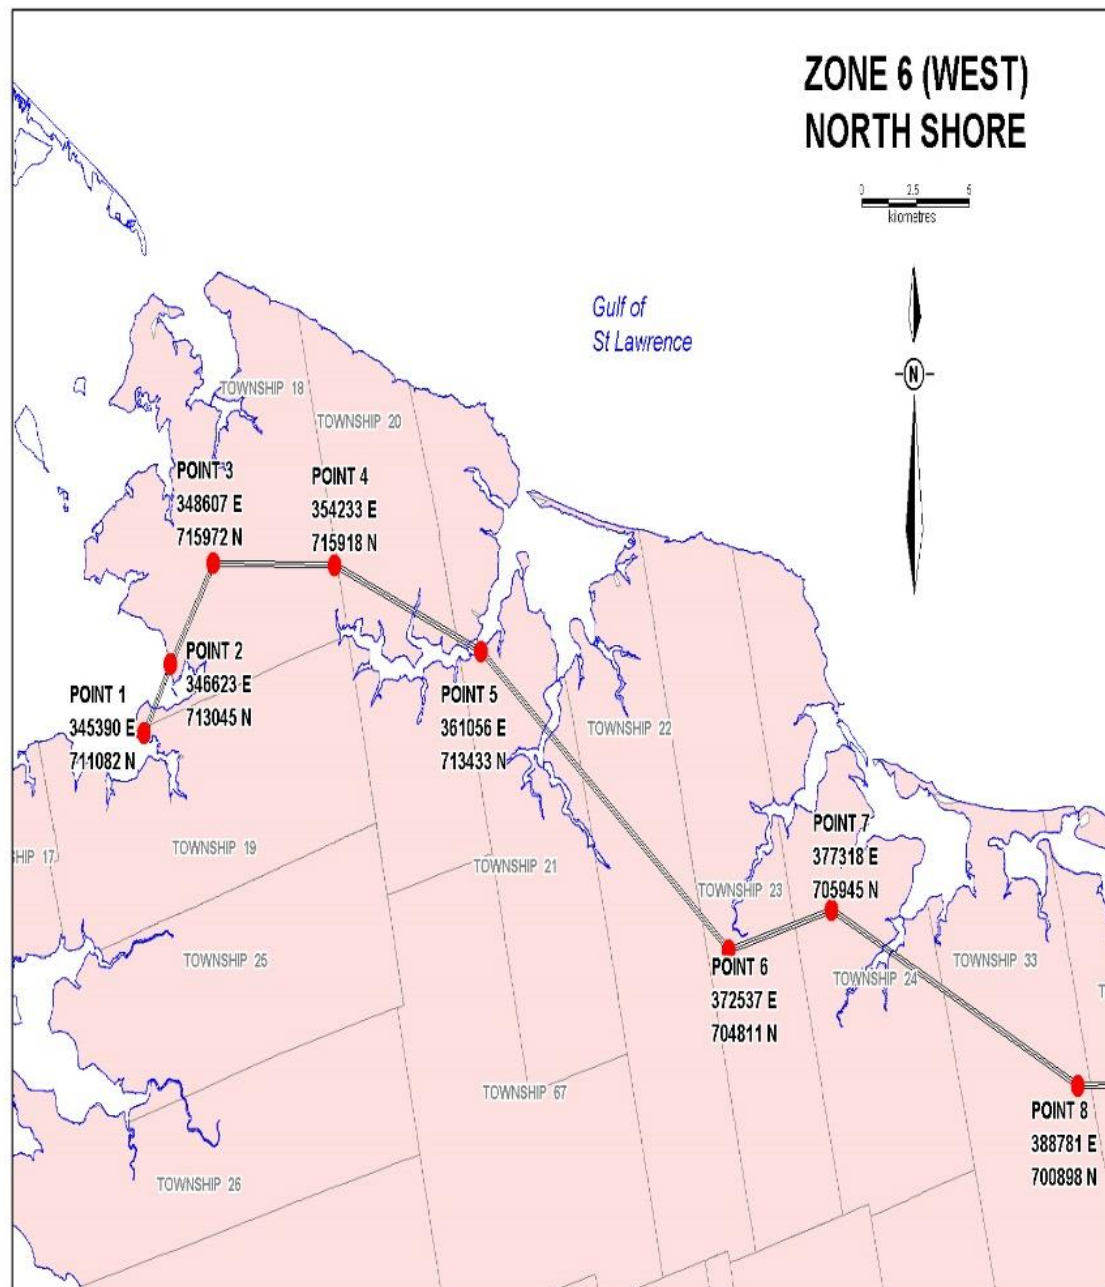 ZONE 6 (WEST)
NORTH SHORE
0 2.5 5
kilometres
Gulf of
St Lawrence
N
TOWNSHIP 18
TOWNSHIP 20
POINT 3
348607 E
715972 N
POINT 4
354233 E
715918 N
POINT 2
346623 E
713045 N
POINT 1
345390 E
711082 N
POINT 5
361056 E
713433 N
TOWNSHIP 22
POINT 7
377318 E
705945 N
SHIP 17
TOWNSHIP 19
TOWNSHIP 21
TOWNSHIP 23
TOWNSHIP 25
POINT 6
372537 E
704811 N
TOWNSHIP 24
TOWNSHIP 33
T
TOWNSHIP 67
POINT 8
388781 E
700898 N
TOWNSHIP 26